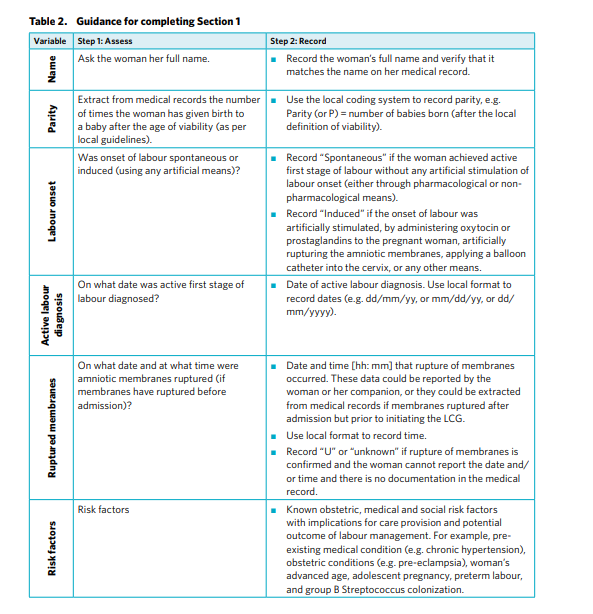 Table 2. Guidance for completing Section 1
Variable Step 1: Assess Step 2: Record
Name
Ask the woman her full name.
▪ Record the woman's full name and verify that it
matches the name on her medical record.
Parity
Extract from medical records the number
of times the woman has given birth to
a baby after the age of viability (as per
local guidelines).
▪ Use the local coding system to record parity, e.g.
Parity (or P) = number of babies born (after the local
definition of viability).
Labour onset
Was onset of labour spontaneous or
induced (using any artificial means)?
▪ Record "Spontaneous" if the woman achieved active
first stage of labour without any artificial stimulation of
labour onset (either through pharmacological or non-
pharmacological means).
▪ Record "Induced" if the onset of labour was
artificially stimulated, by administering oxytocin or
prostaglandins to the pregnant woman, artificially
rupturing the amniotic membranes, applying a balloon
catheter into the cervix, or any other means.
Active labour
diagnosis
On what date was active first stage of
labour diagnosed?
▪ Date of active labour diagnosis. Use local format to
record dates (e.g. dd/mm/yy, or mm/dd/yy, or dd/
mm/yyyy).
Ruptured membranes
On what date and at what time were
amniotic membranes ruptured (if
membranes have ruptured before
admission)?
▪ Date and time [hh: mm] that rupture of membranes
occurred. These data could be reported by the
woman or her companion, or they could be extracted
from medical records if membranes ruptured after
admission but prior to initiating the LCG.
▪ Use local format to record time.
▪ Record "U" or "unknown" if rupture of membranes is
confirmed and the woman cannot report the date and/
or time and there is no documentation in the medical
record.
Risk factors
Risk factors
▪ Known obstetric, medical and social risk factors
with implications for care provision and potential
outcome of labour management. For example, pre-
existing medical condition (e.g. chronic hypertension),
obstetric conditions (e.g. pre-eclampsia), woman's
advanced age, adolescent pregnancy, preterm labour,
and group B Streptococcus colonization.